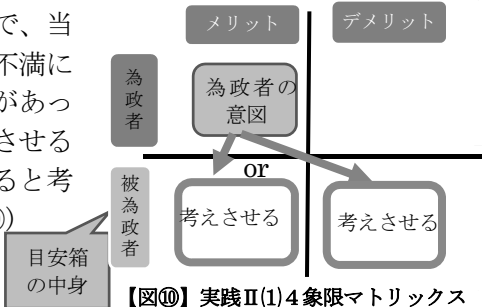 で、当
不満に
があっ
させる
ると考
)
メリット
デメリット
為政者
為政者の
意図
or
被為政者
考えさせる
考えさせる
目安箱
の中身
【図⑩】実践Ⅱ(1)４象限マトリックス